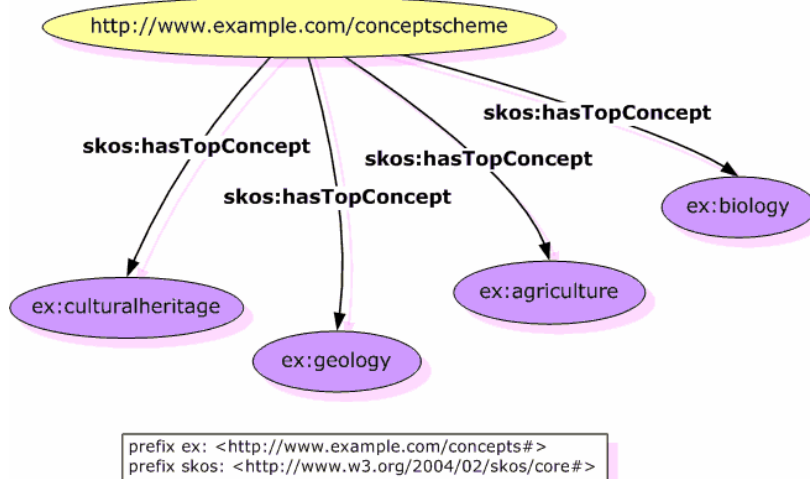 http://www.example.com/conceptscheme
skos:hasTopConcept
skos:hasTopConcept
skos:hasTopConcept
skos:hasTopConcept
ex:biology
ex:agriculture
ex:culturalheritage
ex:geology
prefix ex: <http://www.example.com/concepts#>
prefix skos: <http://www.w3.org/2004/02/skos/core#>